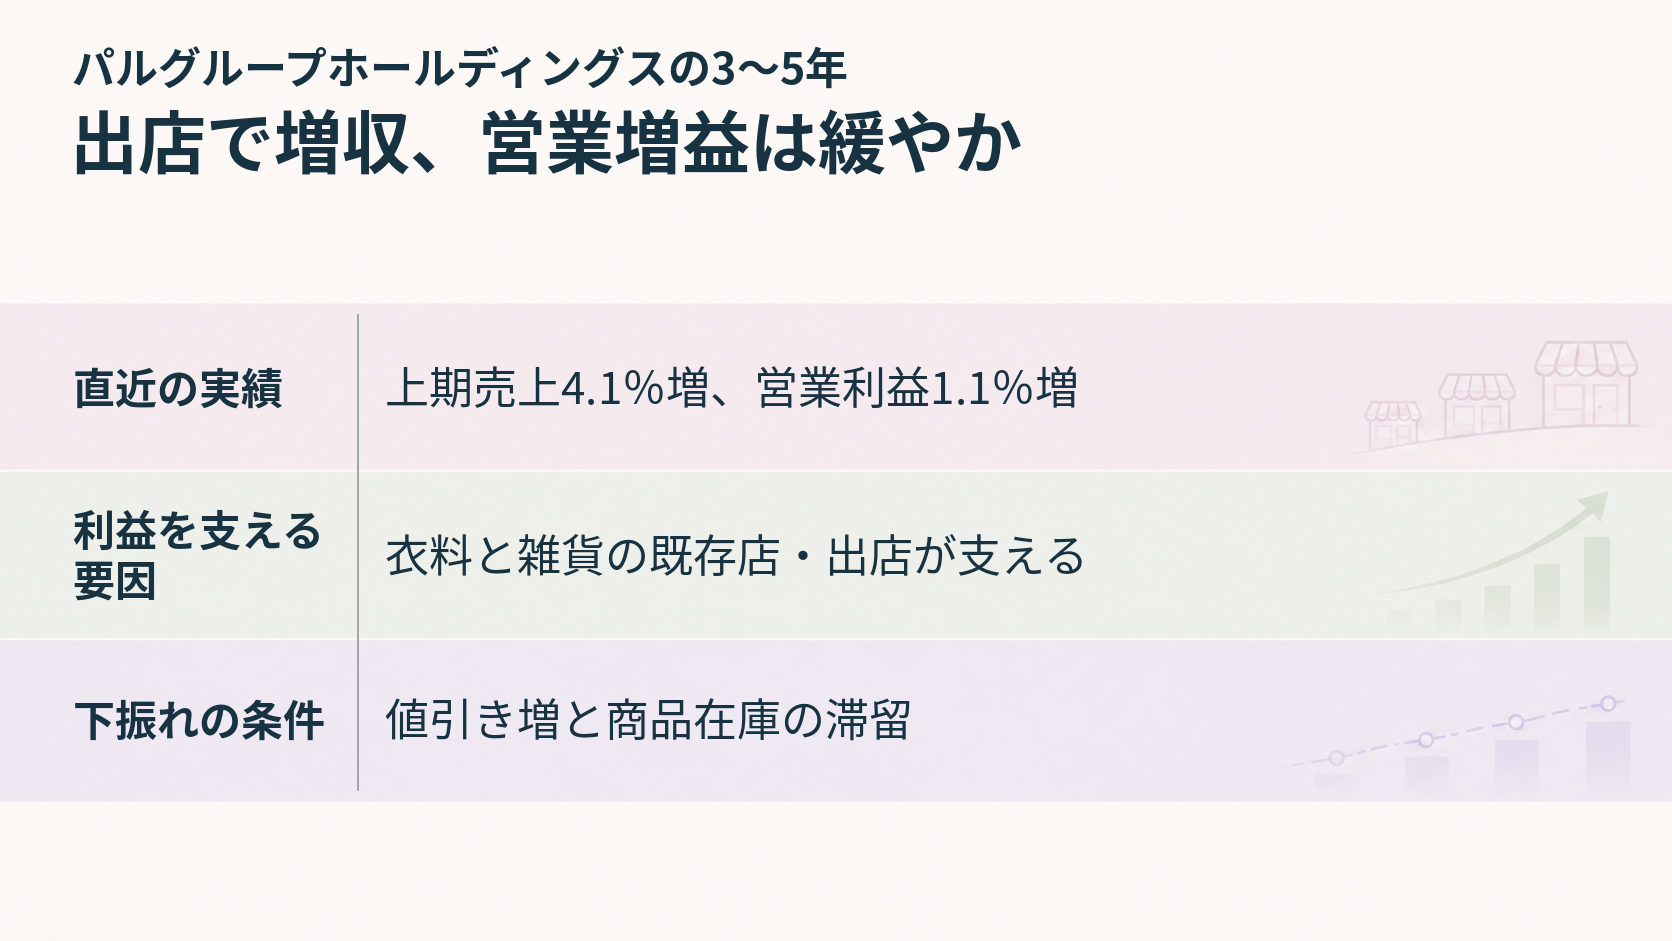 パルグループホールディングスの3〜5年
出店で増収、営業増益は緩やか
直近の実績
上期売上4.1%増、営業利益1.1%増
利益を支える
要因
衣料と雑貨の既存店・出店が支える
下振れの条件
値引き増と商品在庫の滞留